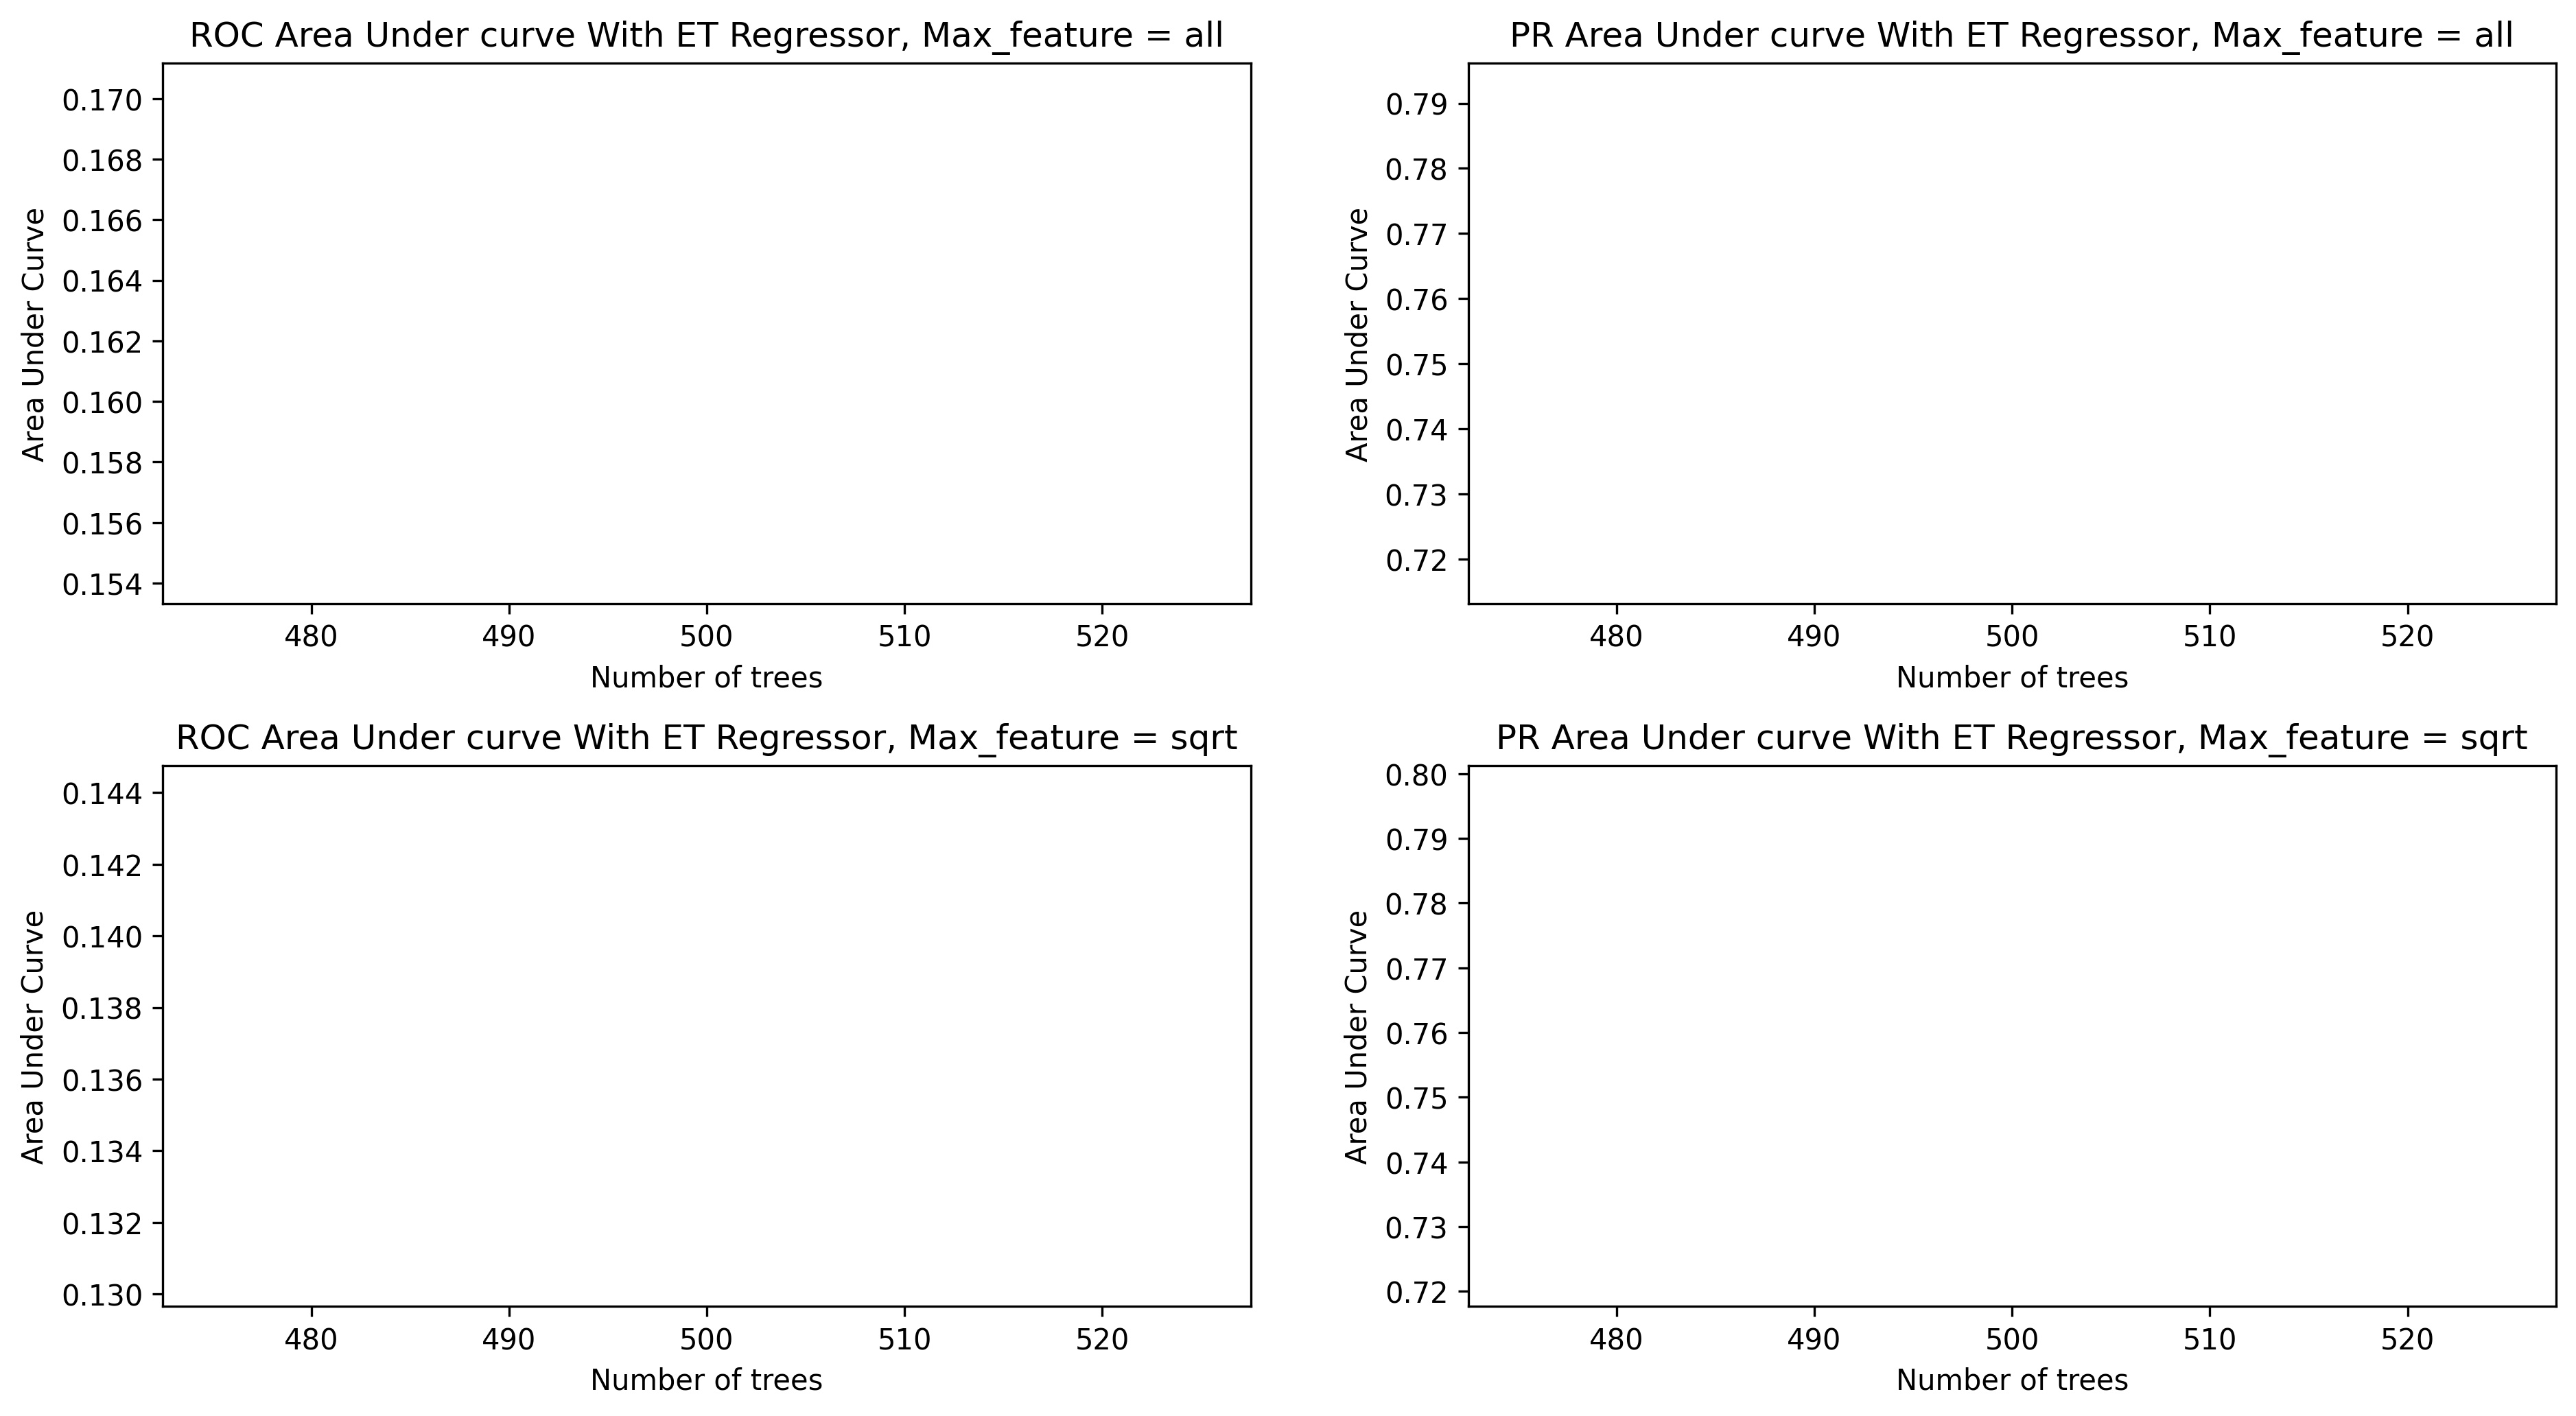 ROC Area Under curve With ET Regressor, Max_feature = all
Area Under Curve
0.170
0.168
0.166
0.164
0.162
0.160
0.158
0.156
0.154
480 490 500 510 520
Number of trees
PR Area Under curve With ET Regressor, Max_feature = all
Area Under Curve
0.79
0.78
0.77
0.76
0.75
0.74
0.73
0.72
480 490 500 510 520
Number of trees
ROC Area Under curve With ET Regressor, Max_feature = sqrt
Area Under Curve
0.144
0.142
0.140
0.138
0.136
0.134
0.132
0.130
480 490 500 510 520
Number of trees
PR Area Under curve With ET Regressor, Max_feature = sqrt
Area Under Curve
0.80
0.79
0.78
0.77
0.76
0.75
0.74
0.73
0.72
480 490 500 510 520
Number of trees